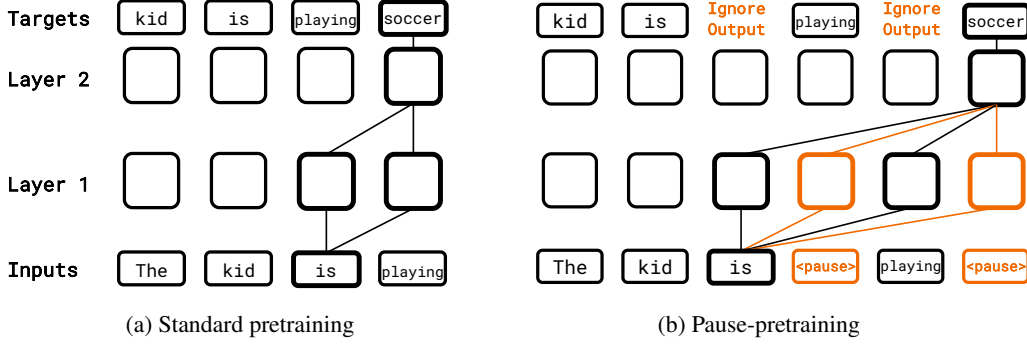 Targets kid is playing soccer
Layer 2
Layer 1
Inputs The kid is playing
(a) Standard pretraining
kid is Ignore Output playing Ignore Output soccer
The kid is <pause> playing <pause>
(b) Pause-pretraining